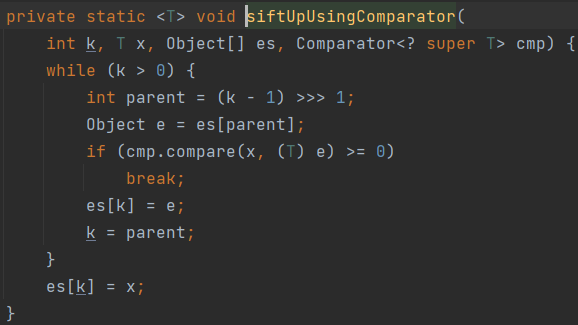 private static <T> void siftUpUsingComparator(
    int k, T x, Object[] es, Comparator<? super T> cmp) {
    while (k > 0) {
        int parent = (k - 1) >>> 1;
        Object e = es[parent];
        if (cmp.compare(x, (T) e) >= 0)
            break;
        es[k] = e;
        k = parent;
    }
    es[k] = x;
}